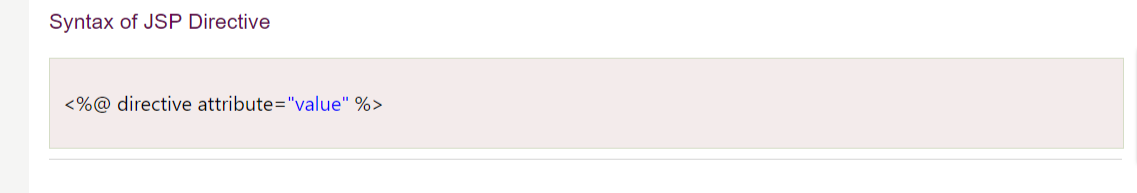 Syntax of JSP Directive
<%@ directive attribute="value" %>